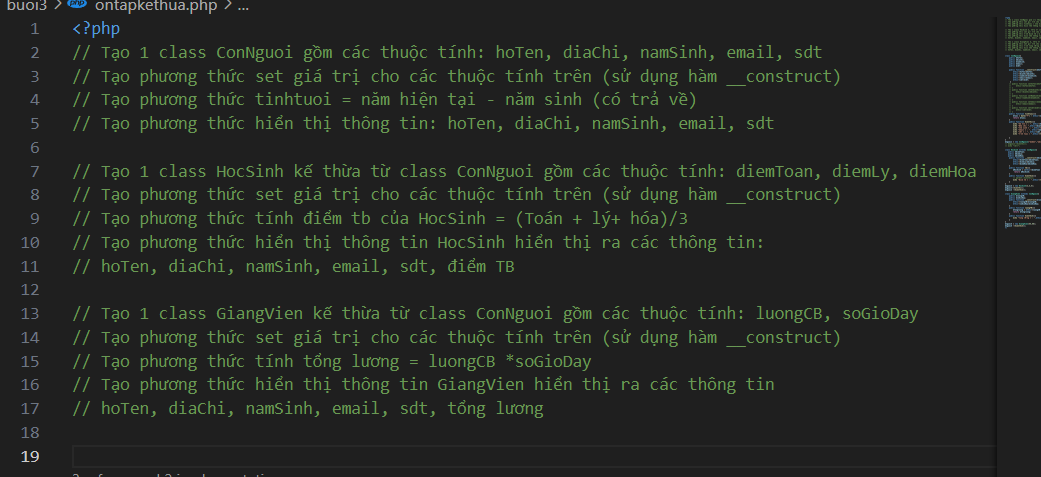 buoi3 > php ontapkethua.php > ...
1 <?php
2 // Tạo 1 class ConNguoi gồm các thuộc tính: hoTen, diaChi, namSinh, email, sdt
3 // Tạo phương thức set giá trị cho các thuộc tính trên (sử dụng hàm __construct)
4 // Tạo phương thức tinhtuoi = năm hiện tại - năm sinh (có trả về)
5 // Tạo phương thức hiển thị thông tin: hoTen, diaChi, namSinh, email, sdt
6
7 // Tạo 1 class HocSinh kế thừa từ class ConNguoi gồm các thuộc tính: diemToan, diemLy, diemHoa
8 // Tạo phương thức set giá trị cho các thuộc tính trên (sử dụng hàm __construct)
9 // Tạo phương thức tính điểm tb của HocSinh = (Toán + lý+ hóa)/3
10 // Tạo phương thức hiển thị thông tin HocSinh hiển thị ra các thông tin:
11 // hoTen, diaChi, namSinh, email, sdt, điểm TB
12
13 // Tạo 1 class GiangVien kế thừa từ class ConNguoi gồm các thuộc tính: luongCB, soGioDay
14 // Tạo phương thức set giá trị cho các thuộc tính trên (sử dụng hàm __construct)
15 // Tạo phương thức tính tổng lương = luongCB *soGioDay
16 // Tạo phương thức hiển thị thông tin GiangVien hiển thị ra các thông tin
17 // hoTen, diaChi, namSinh, email, sdt, tổng lương
18
19